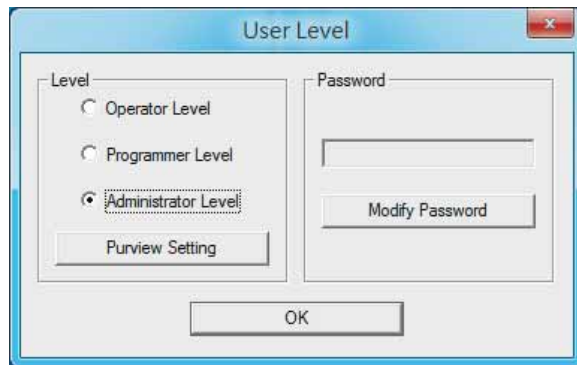 User Level
Level
Operator Level
Programmer Level
Administrator Level
Purview Setting
Password
Modify Password
OK